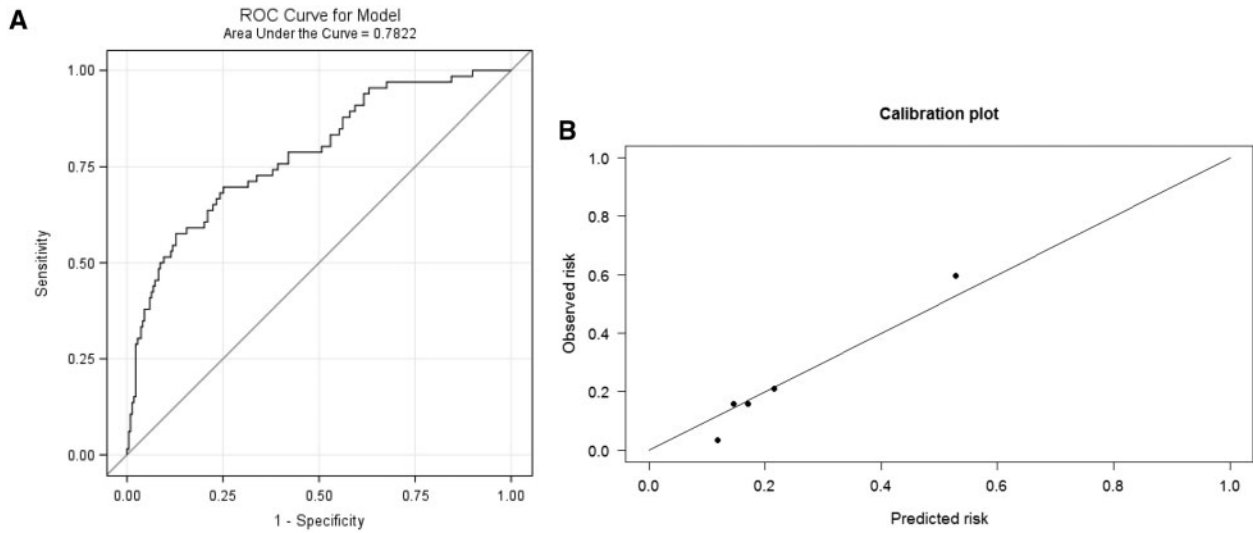 A
ROC Curve for Model
Area Under the Curve = 0.7822
1.00
0.75
0.50
0.25
0.00
Sensitivity
0.00 0.25 0.50 0.75 1.00
1 - Specificity
B
Calibration plot
1.0
0.8
0.6
0.4
0.2
0.0
Observed risk
0.0 0.2 0.4 0.6 0.8 1.0
Predicted risk